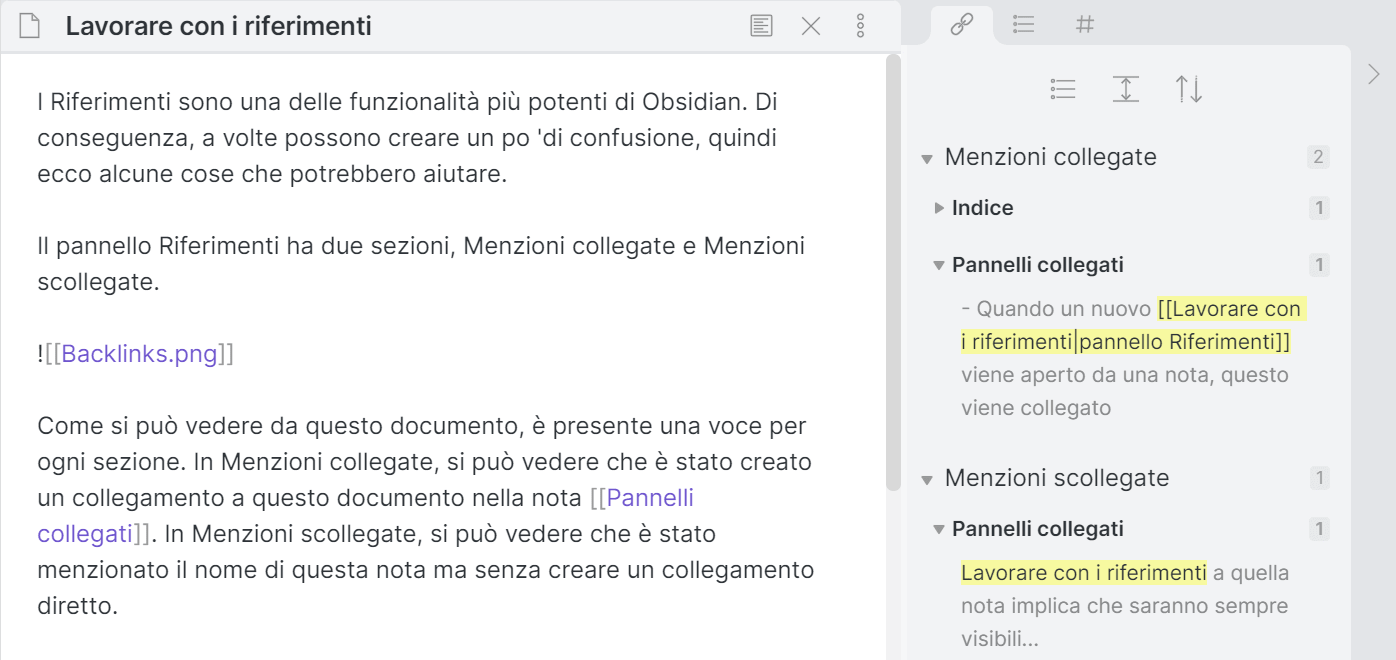 Lavorare con i riferimenti
I Riferimenti sono una delle funzionalità più potenti di Obsidian. Di
conseguenza, a volte possono creare un po 'di confusione, quindi
ecco alcune cose che potrebbero aiutare.
Il pannello Riferimenti ha due sezioni, Menzioni collegate e Menzioni
scollegate.
![[Backlinks.png]]
Come si può vedere da questo documento, è presente una voce per
ogni sezione. In Menzioni collegate, si può vedere che è stato creato
un collegamento a questo documento nella nota [[Pannelli
collegati]]. In Menzioni scollegate, si può vedere che è stato
menzionato il nome di questa nota ma senza creare un collegamento
diretto.
Menzioni collegate 2
Indice 1
Pannelli collegati 1
- Quando un nuovo [[Lavorare con
i riferimenti|pannello Riferimenti]]
viene aperto da una nota, questo
viene collegato
Menzioni scollegate 1
Pannelli collegati 1
Lavorare con i riferimenti a quella
nota implica che saranno sempre
visibili...